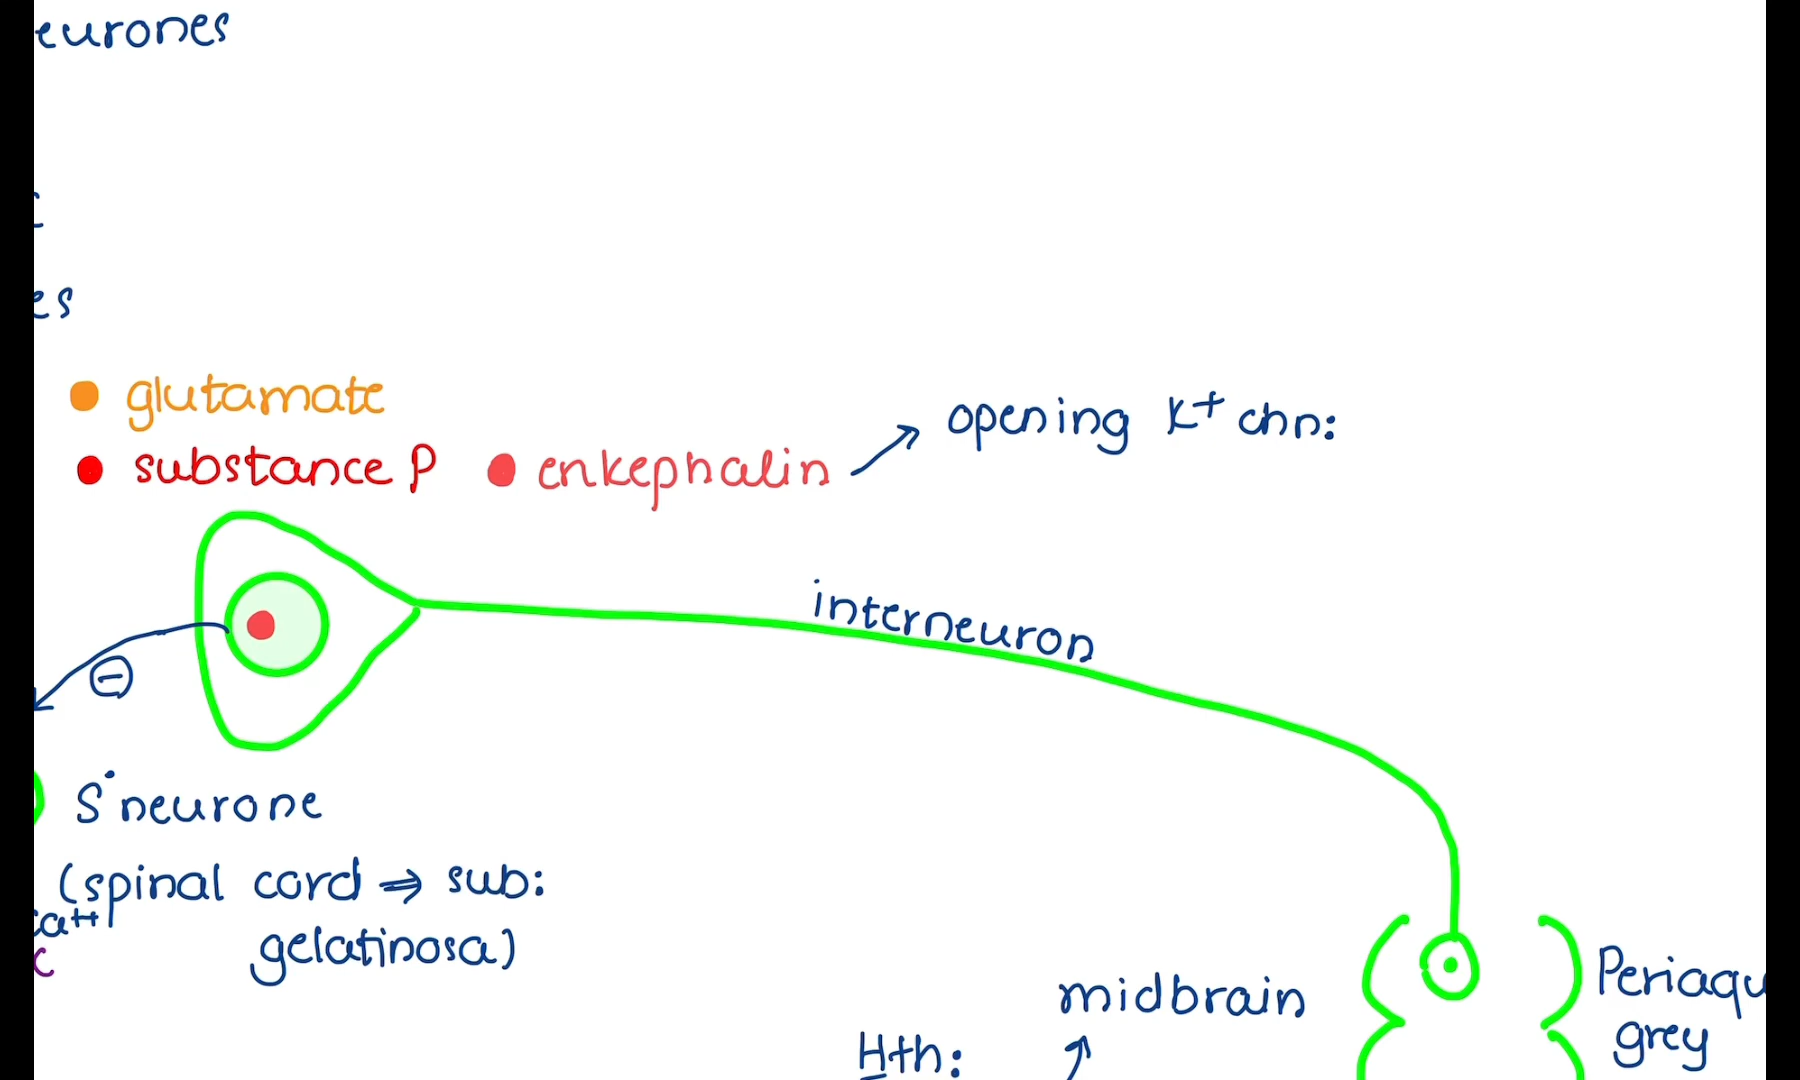 eurones
es
glutamate
substance P enkephalin
opening K+ chn:
interneuron
S neurone
(spinal cord ⇒ sub:
gelatinosa)
ca++
c
midbrain
Hth:
Periaqu
grey